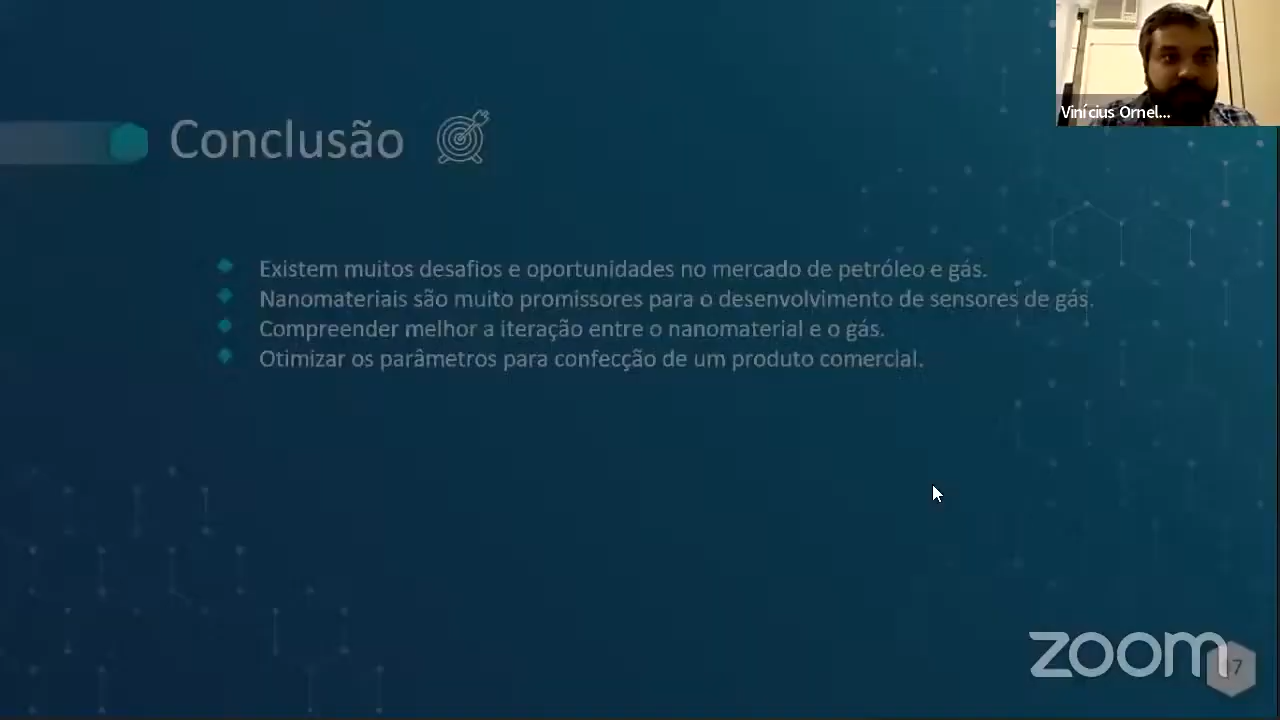 Vinícius Ornel...
Conclusão
Existem muitos desafios e oportunidades no mercado de petróleo e gás.
Nanomateriais são muito promissores para o desenvolvimento de sensores de gás.
Compreender melhor a iteração entre o nanomaterial e o gás.
Otimizar os parâmetros para confecção de um produto comercial.
zoom
17